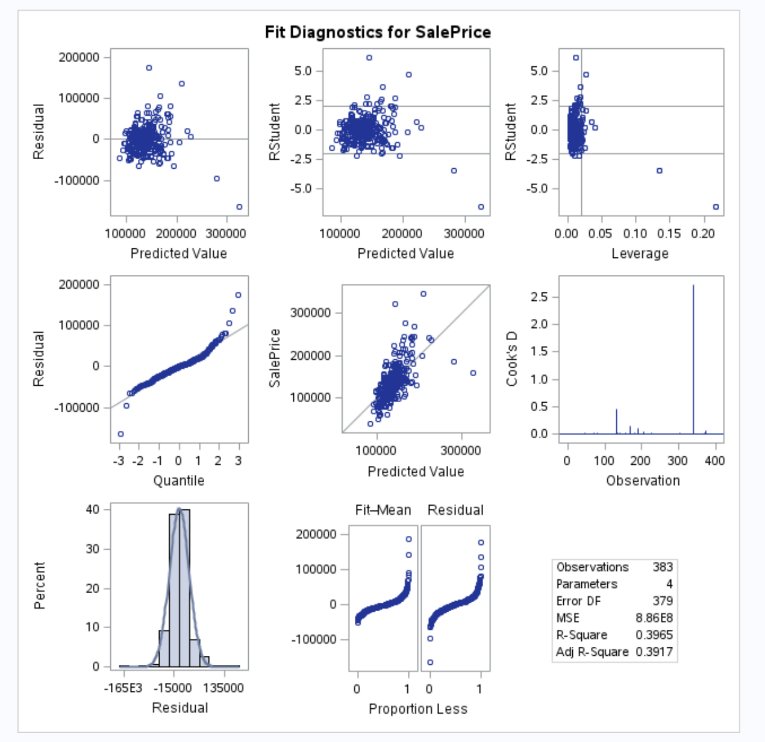 Fit Diagnostics for SalePrice
Residual
200000
100000
0
-100000
100000 200000 300000
Predicted Value
RStudent
5.0
2.5
0.0
-2.5
-5.0
100000 200000 300000
Predicted Value
RStudent
5.0
2.5
0.0
-2.5
-5.0
0.00 0.05 0.10 0.15 0.20
Leverage
Residual
200000
100000
0
-100000
-3 -2 -1 0 1 2 3
Quantile
SalePrice
300000
200000
100000
100000 300000
Predicted Value
Cook's D
2.5
2.0
1.5
1.0
0.5
0.0
0 100 200 300 400
Observation
Percent
40
30
20
10
0
-165E3 -15000 135000
Residual
Fit–Mean Residual
200000
100000
0
-100000
0 1 0 1
Proportion Less
Observations 383
Parameters 4
Error DF 379
MSE 8.86E8
R-Square 0.3965
Adj R-Square 0.3917